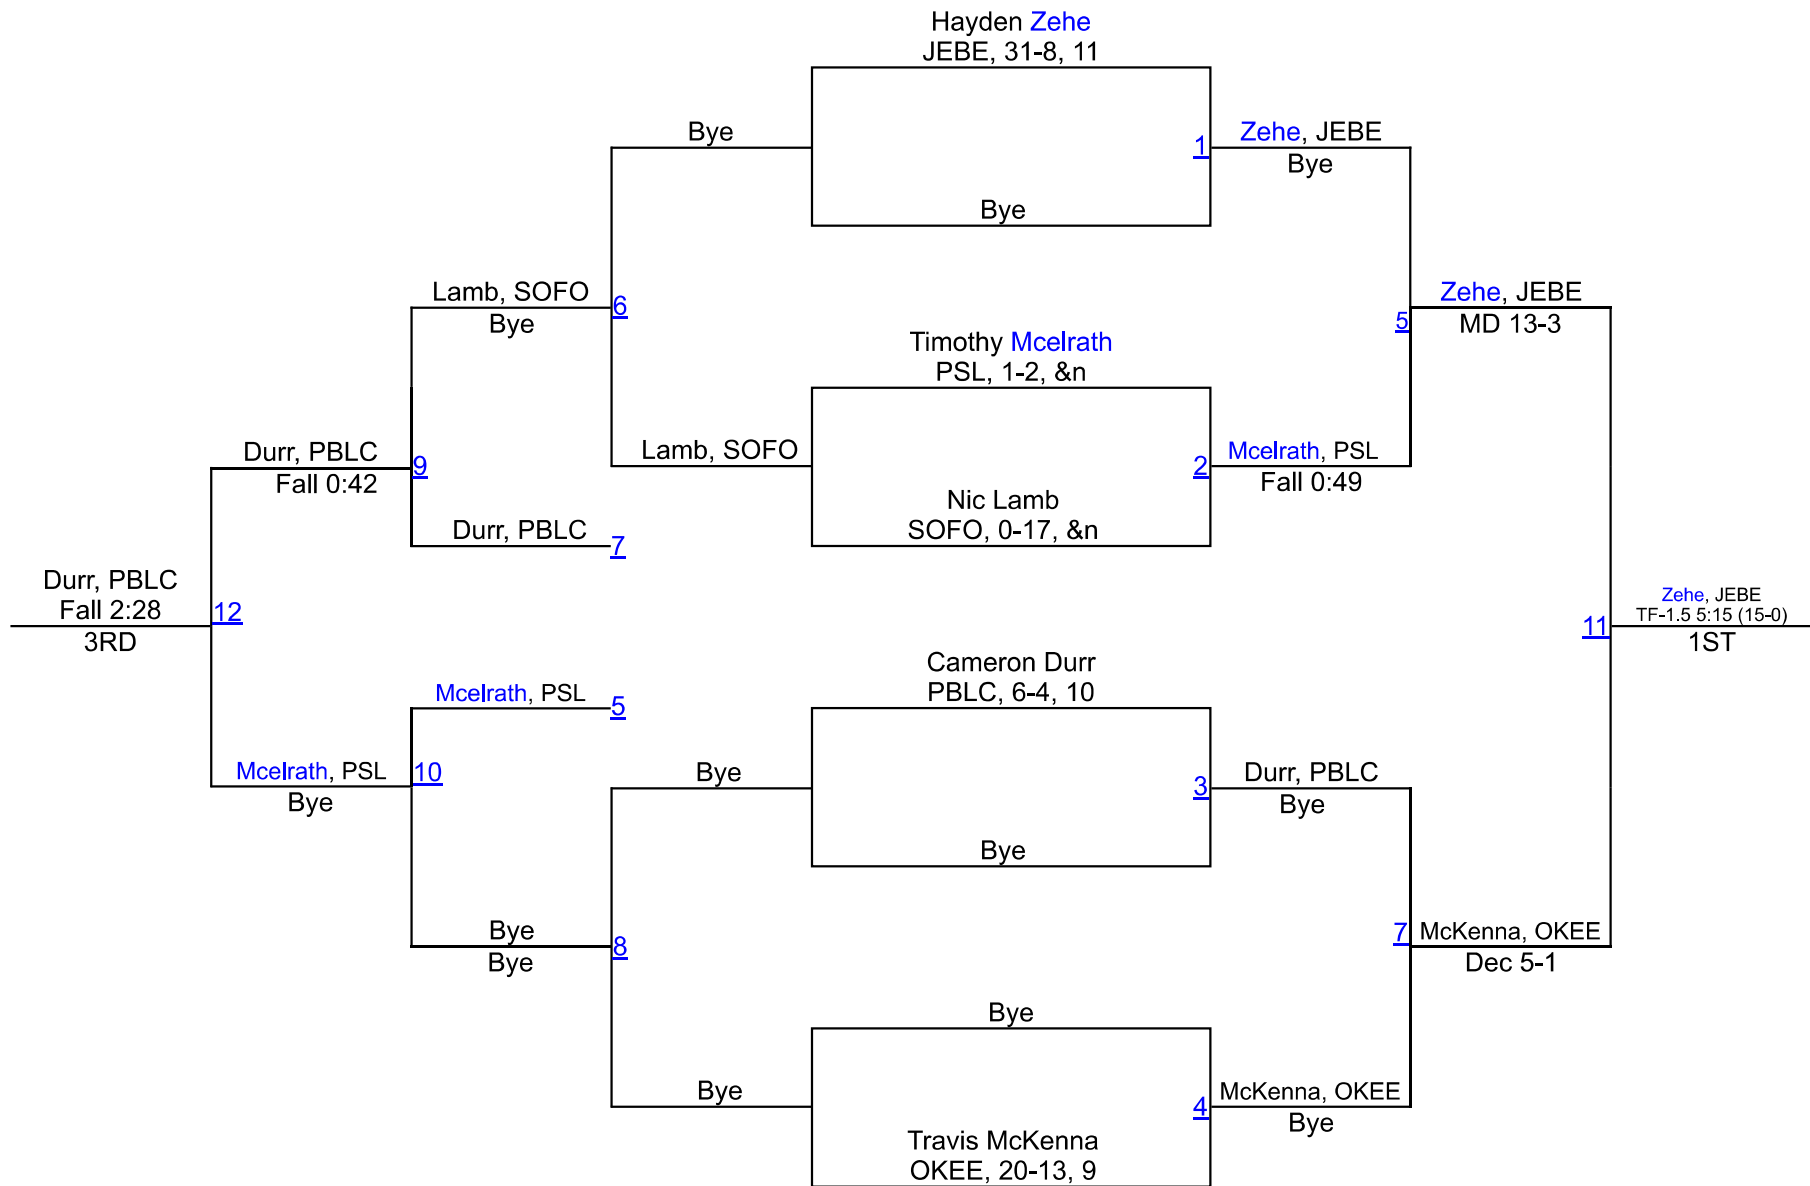 Hayden Zehe
JEBE, 31-8, 11
Bye
1
Zehe, JEBE
Bye
Bye
Lamb, SOFO
Bye
6
Zehe, JEBE
MD 13-3
5
Timothy Mcelrath
PSL, 1-2, &n
Durr, PBLC
Fall 0:42
9
Lamb, SOFO
2
Mcelrath, PSL
Fall 0:49
Nic Lamb
SOFO, 0-17, &n
Durr, PBLC
7
Durr, PBLC
Fall 2:28
3RD
12
11
Zehe, JEBE
TF-1.5 5:15 (15-0)
1ST
Cameron Durr
PBLC, 6-4, 10
Mcelrath, PSL
5
Mcelrath, PSL
Bye
10
Bye
3
Durr, PBLC
Bye
Bye
Bye
Bye
8
7
McKenna, OKEE
Dec 5-1
Bye
Bye
4
McKenna, OKEE
Bye
Travis McKenna
OKEE, 20-13, 9